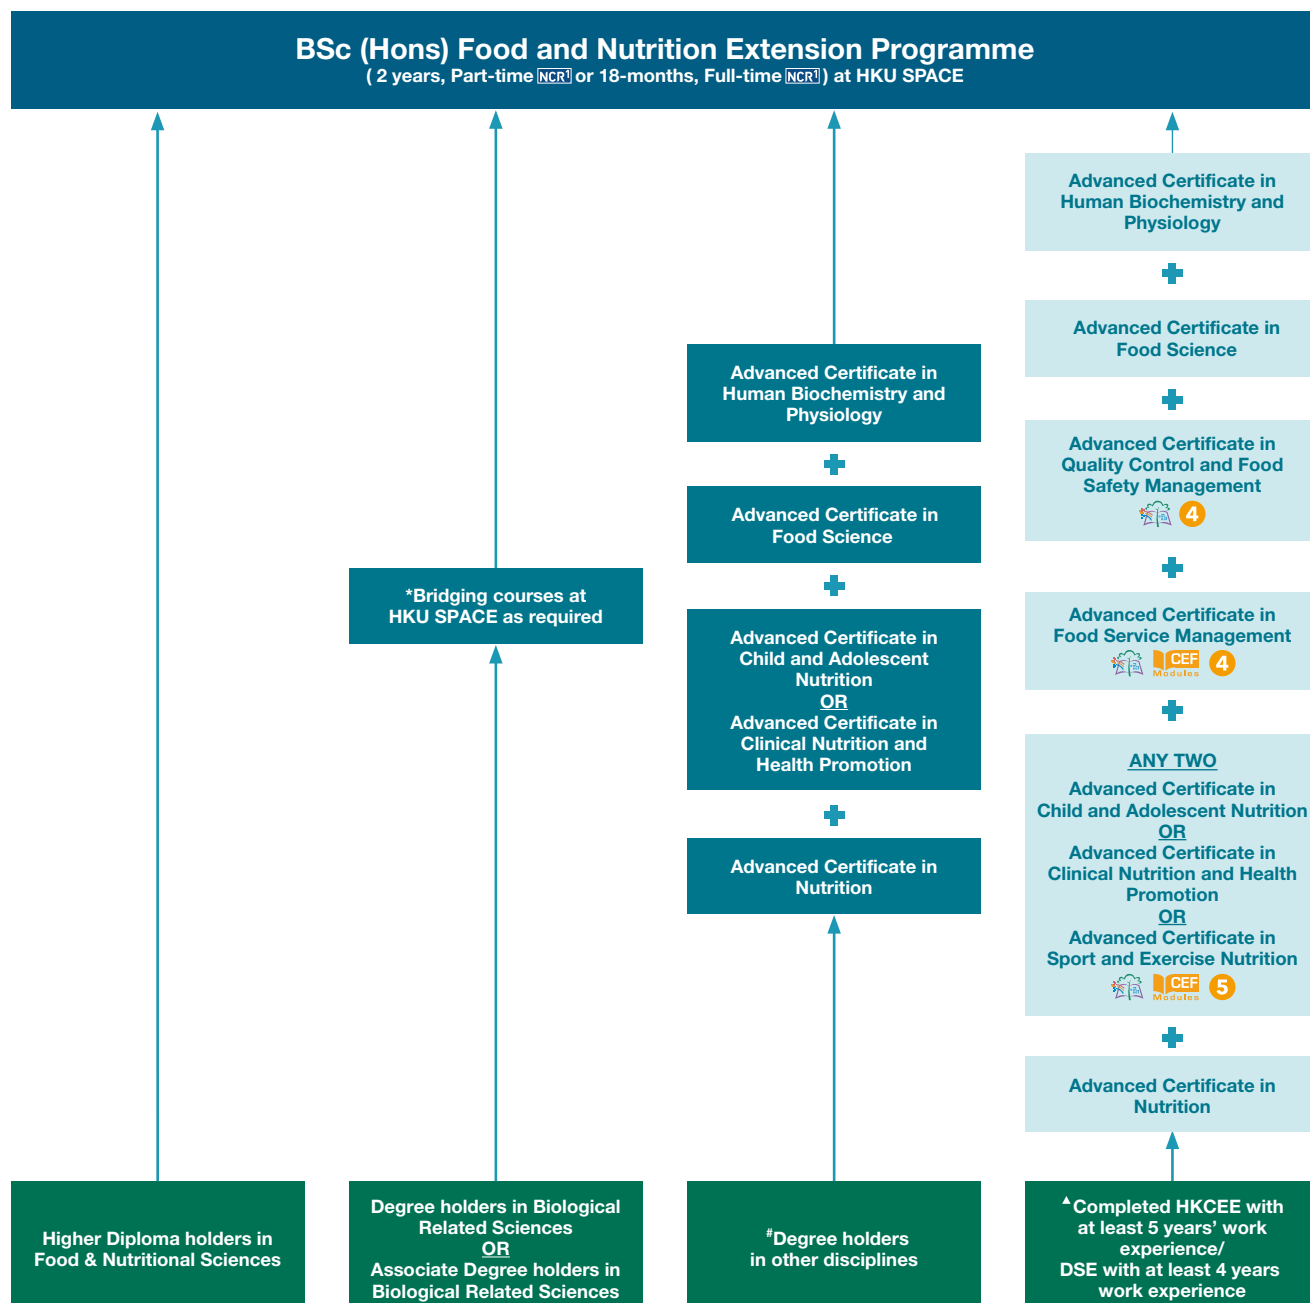 BSc (Hons) Food and Nutrition Extension Programme
( 2 years, Part-time NCR1 or 18-months, Full-time NCR1 ) at HKU SPACE
*Bridging courses at
HKU SPACE as required
Advanced Certificate in
Human Biochemistry and
Physiology
Advanced Certificate in
Food Science
Advanced Certificate in
Child and Adolescent
Nutrition
OR
Advanced Certificate in
Clinical Nutrition and
Health Promotion
Advanced Certificate in
Nutrition
Advanced Certificate in
Human Biochemistry and
Physiology
Advanced Certificate in
Food Science
Advanced Certificate in
Quality Control and Food
Safety Management
4
Advanced Certificate in
Food Service Management
CEF
Modules
4
ANY TWO
Advanced Certificate in
Child and Adolescent Nutrition
OR
Advanced Certificate in
Clinical Nutrition and Health
Promotion
OR
Advanced Certificate in
Sport and Exercise Nutrition
CEF
Modules
5
Advanced Certificate in
Nutrition
Higher Diploma holders in
Food & Nutritional Sciences
Degree holders in Biological
Related Sciences
OR
Associate Degree holders in
Biological Related Sciences
#Degree holders
in other disciplines
▲Completed HKCEE with
at least 5 years’ work
experience/
DSE with at least 4 years
work experience